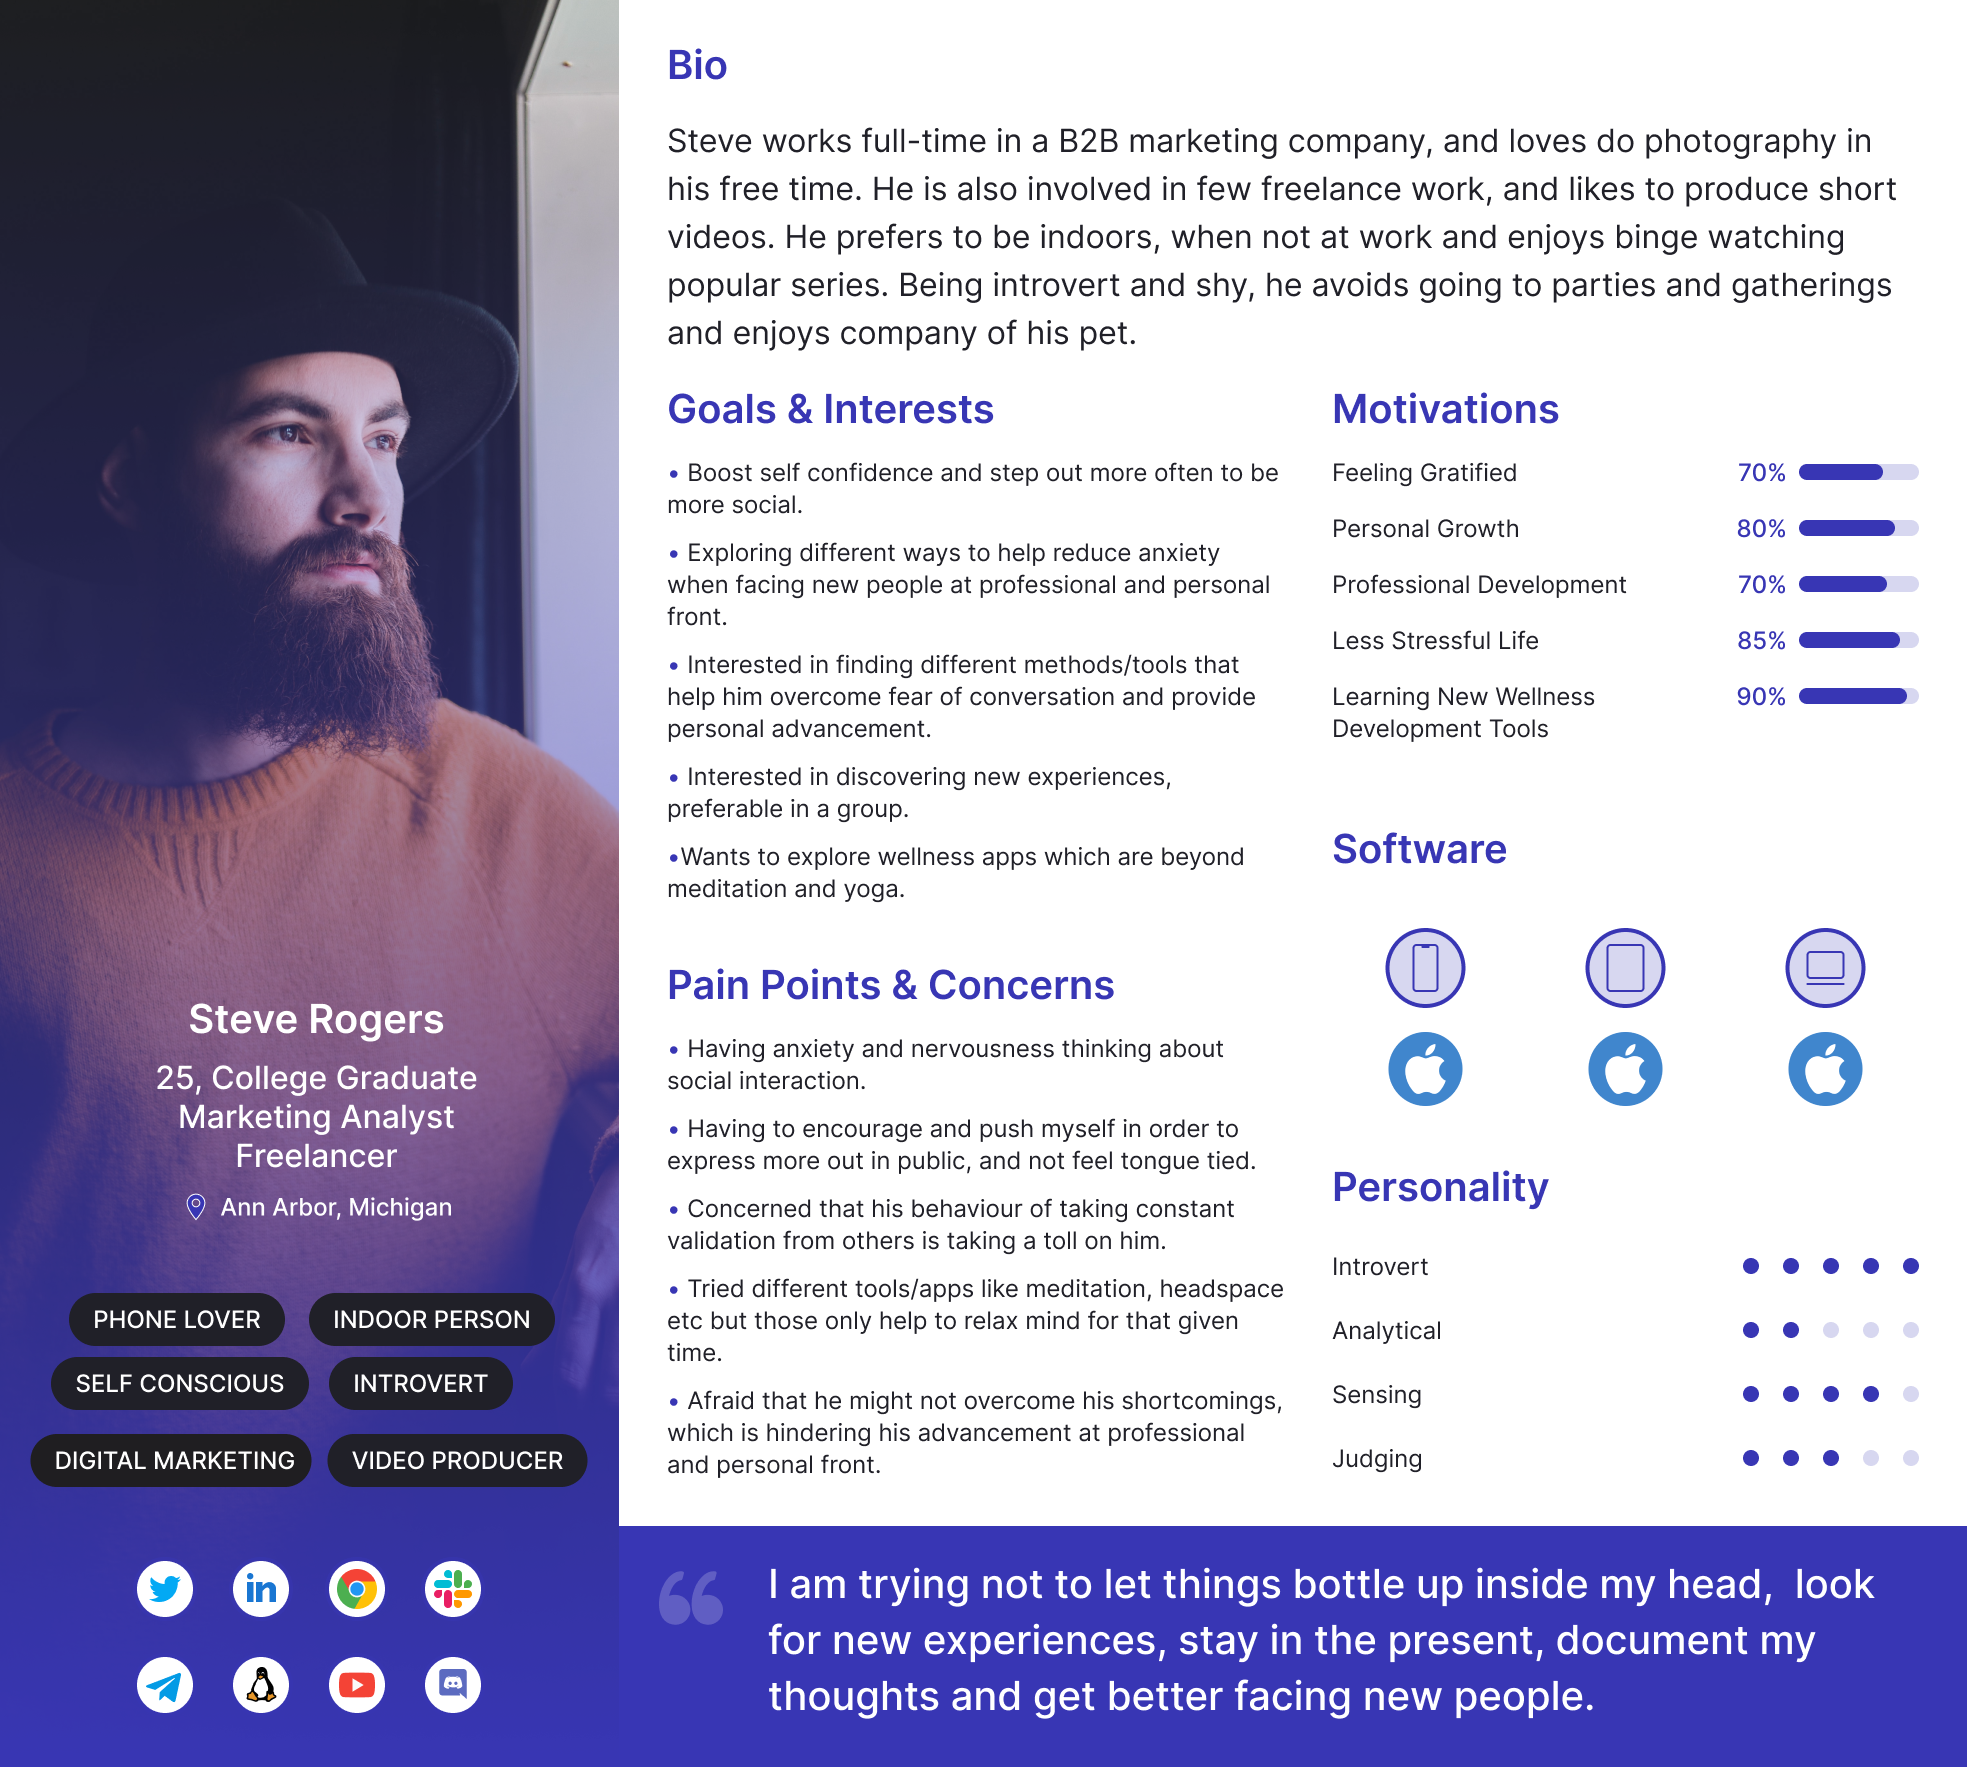 Steve Rogers
25, College Graduate
Marketing Analyst
Freelancer
Ann Arbor, Michigan
PHONE LOVER
INDOOR PERSON
SELF CONSCIOUS
INTROVERT
DIGITAL MARKETING
VIDEO PRODUCER
in
Bio
Steve works full-time in a B2B marketing company, and loves do photography in
his free time. He is also involved in few freelance work, and likes to produce short
videos. He prefers to be indoors, when not at work and enjoys binge watching
popular series. Being introvert and shy, he avoids going to parties and gatherings
and enjoys company of his pet.
Goals & Interests
• Boost self confidence and step out more often to be
more social.
• Exploring different ways to help reduce anxiety
when facing new people at professional and personal
front.
• Interested in finding different methods/tools that
help him overcome fear of conversation and provide
personal advancement.
• Interested in discovering new experiences,
preferable in a group.
•Wants to explore wellness apps which are beyond
meditation and yoga.
Pain Points & Concerns
• Having anxiety and nervousness thinking about
social interaction.
• Having to encourage and push myself in order to
express more out in public, and not feel tongue tied.
• Concerned that his behaviour of taking constant
validation from others is taking a toll on him.
• Tried different tools/apps like meditation, headspace
etc but those only help to relax mind for that given
time.
• Afraid that he might not overcome his shortcomings,
which is hindering his advancement at professional
and personal front.
Motivations
Feeling Gratified 70%
Personal Growth 80%
Professional Development 70%
Less Stressful Life 85%
Learning New Wellness 90%
Development Tools
Software
Personality
Introvert
Analytical
Sensing
Judging
“
I am trying not to let things bottle up inside my head,  look
for new experiences, stay in the present, document my
thoughts and get better facing new people.